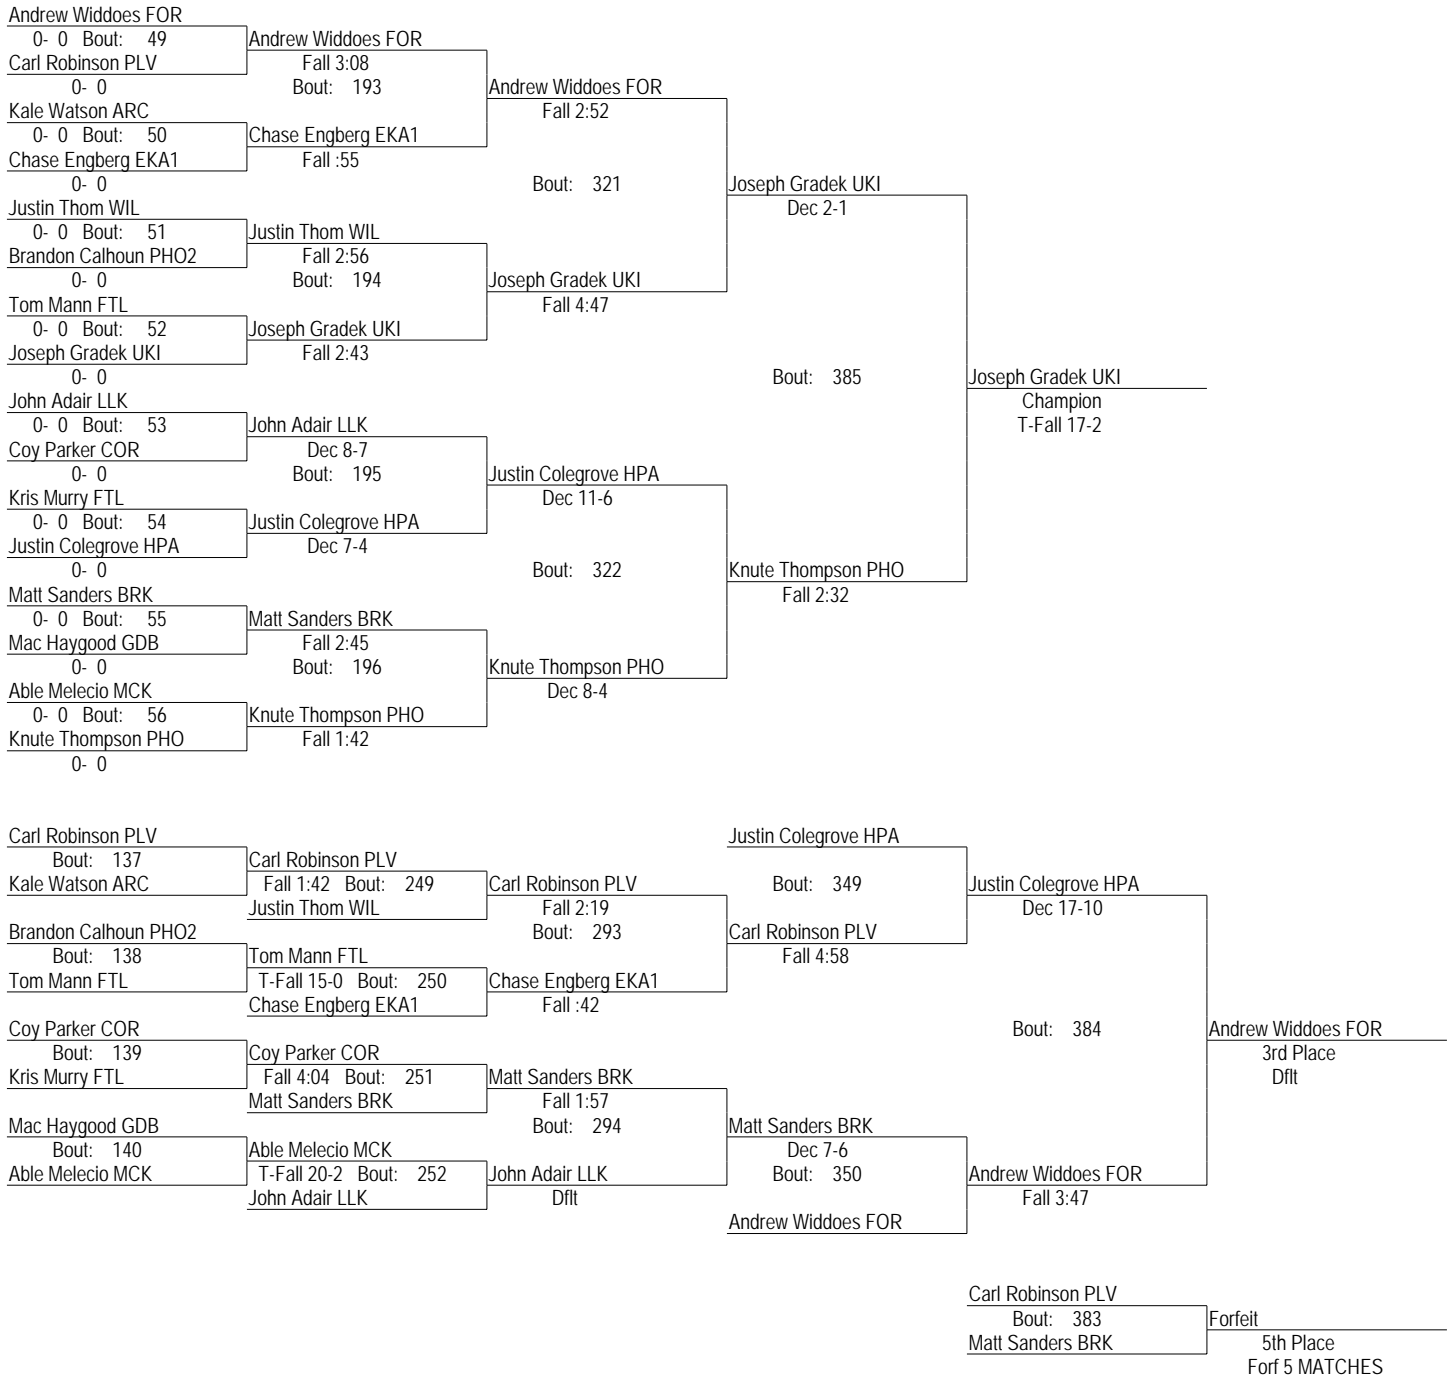 Andrew Widdoes FOR
0- 0 Bout: 49
Andrew Widdoes FOR
Carl Robinson PLV
Fall 3:08
0- 0
Bout: 193
Andrew Widdoes FOR
Kale Watson ARC
Fall 2:52
0- 0 Bout: 50
Chase Engberg EKA1
Chase Engberg EKA1
Fall :55
0- 0
Bout: 321
Joseph Gradek UKI
Justin Thom WIL
Dec 2-1
0- 0 Bout: 51
Justin Thom WIL
Brandon Calhoun PHO2
Fall 2:56
0- 0
Bout: 194
Joseph Gradek UKI
Tom Mann FTL
Fall 4:47
0- 0 Bout: 52
Joseph Gradek UKI
Joseph Gradek UKI
Fall 2:43
0- 0
Bout: 385
Joseph Gradek UKI
John Adair LLK
Champion
0- 0 Bout: 53
John Adair LLK
T-Fall 17-2
Coy Parker COR
Dec 8-7
0- 0
Bout: 195
Justin Colegrove HPA
Kris Murry FTL
Dec 11-6
0- 0 Bout: 54
Justin Colegrove HPA
Justin Colegrove HPA
Dec 7-4
0- 0
Bout: 322
Knute Thompson PHO
Matt Sanders BRK
Fall 2:32
0- 0 Bout: 55
Matt Sanders BRK
Mac Haygood GDB
Fall 2:45
0- 0
Bout: 196
Knute Thompson PHO
Able Melecio MCK
Dec 8-4
0- 0 Bout: 56
Knute Thompson PHO
Knute Thompson PHO
Fall 1:42
0- 0
Carl Robinson PLV
Justin Colegrove HPA
Bout: 137
Carl Robinson PLV
Kale Watson ARC
Fall 1:42 Bout: 249
Carl Robinson PLV
Bout: 349
Justin Colegrove HPA
Justin Thom WIL
Fall 2:19
Dec 17-10
Brandon Calhoun PHO2
Bout: 293
Carl Robinson PLV
Bout: 138
Tom Mann FTL
Fall 4:58
Tom Mann FTL
T-Fall 15-0 Bout: 250
Chase Engberg EKA1
Chase Engberg EKA1
Fall :42
Coy Parker COR
Bout: 384
Andrew Widdoes FOR
Bout: 139
Coy Parker COR
3rd Place
Kris Murry FTL
Fall 4:04 Bout: 251
Matt Sanders BRK
Dflt
Matt Sanders BRK
Fall 1:57
Mac Haygood GDB
Bout: 294
Matt Sanders BRK
Bout: 140
Able Melecio MCK
Dec 7-6
Able Melecio MCK
T-Fall 20-2 Bout: 252
John Adair LLK
Bout: 350
Andrew Widdoes FOR
John Adair LLK
Dflt
Fall 3:47
Andrew Widdoes FOR
Carl Robinson PLV
Bout: 383
Forfeit
Matt Sanders BRK
5th Place
Forf 5 MATCHES